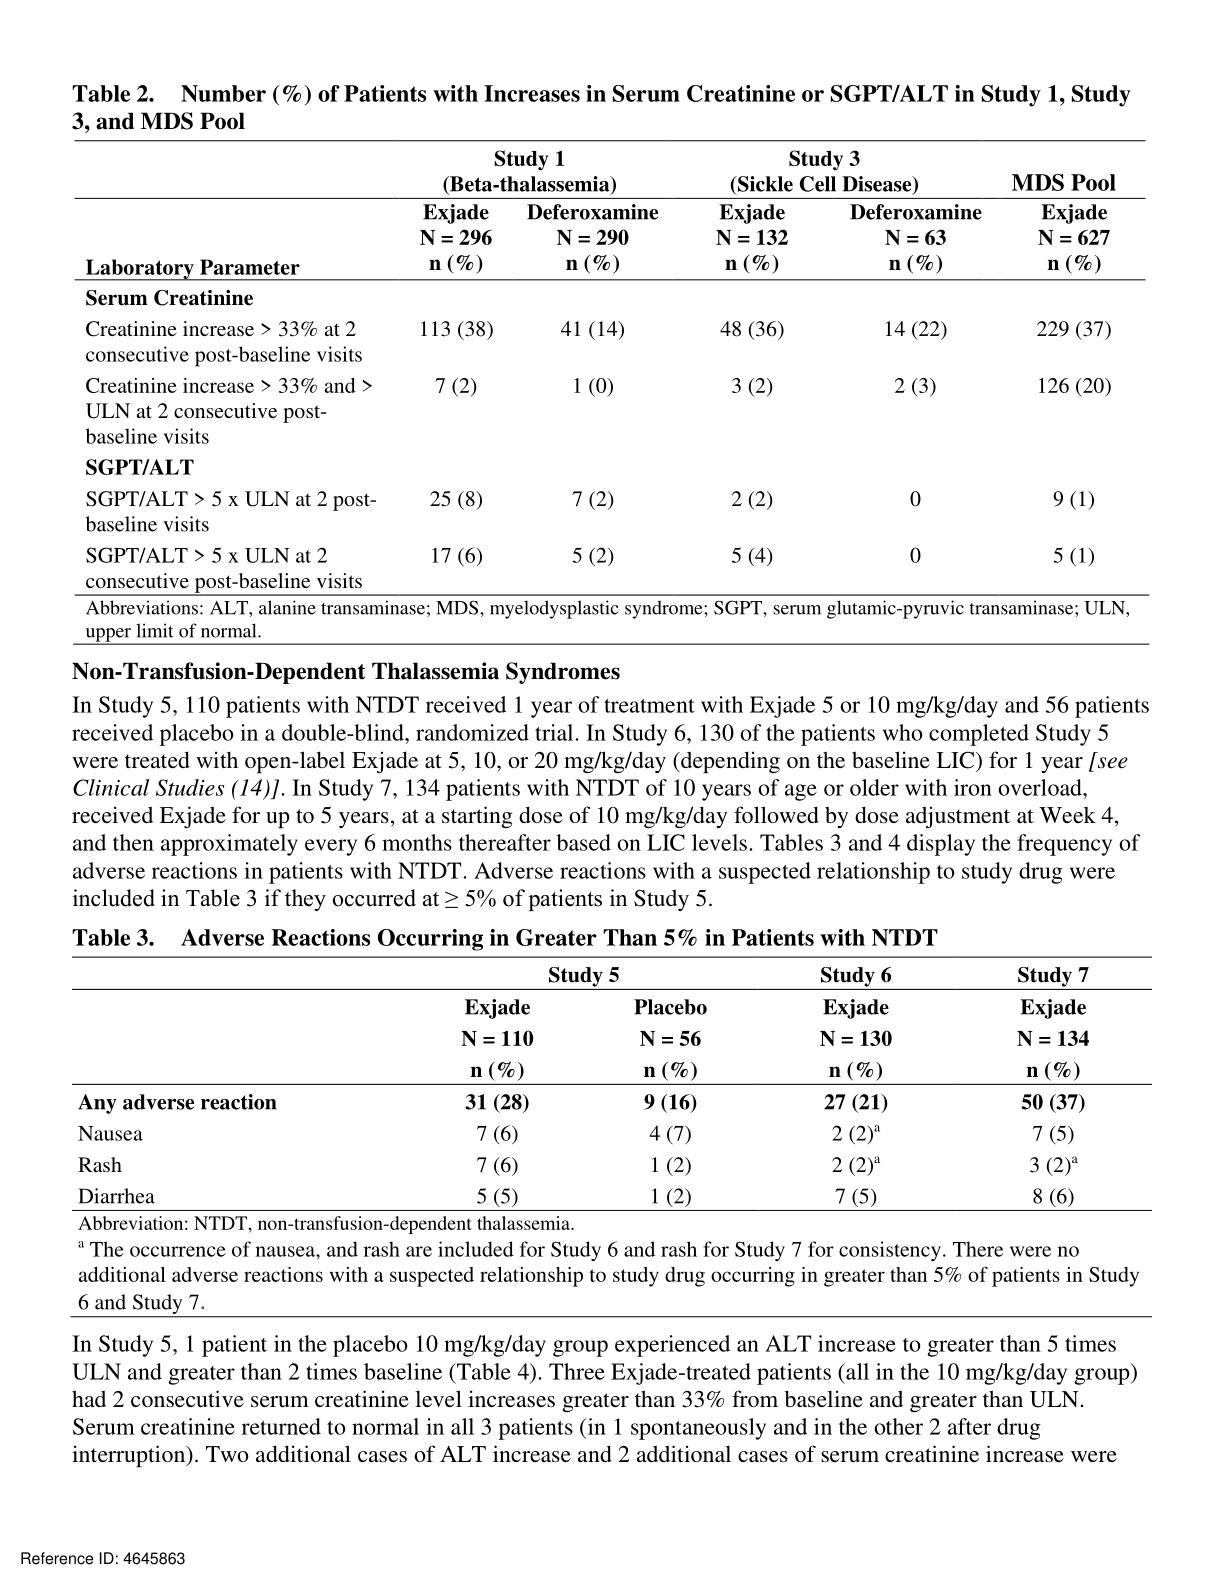 Table 2. Number (%) of Patients with Increases in Serum Creatinine or SGPT/ALT in Study 1, Study
3, and MDS Pool
Study 1 Study 3
(Beta-thalassemia) (Sickle Cell Disease) MDS Pool
Exjade Deferoxamine Exjade Deferoxamine Exjade
N = 296 N = 290 N = 132 N = 63 N = 627
Laboratory Parameter n (%) n (%) n (%) n (%) n (%)
Serum Creatinine
Creatinine increase > 33% at 2 113 (38) 41 (14) 48 (36) 14 (22) 229 (37)
consecutive post-baseline visits
Creatinine increase > 33% and > 7 (2) 1 (0) 3 (2) 2 (3) 126 (20)
ULN at 2 consecutive post-
baseline visits
SGPT/ALT
SGPT/ALT > 5 x ULN at 2 post- 25 (8) 7 (2) 2 (2) 0 9 (1)
baseline visits
SGPT/ALT > 5 x ULN at 2 17 (6) 5 (2) 5 (4) 0 5 (1)
consecutive post-baseline visits
Abbreviations: ALT, alanine transaminase; MDS, myelodysplastic syndrome; SGPT, serum glutamic-pyruvic transaminase; ULN,
upper limit of normal.
Non-Transfusion-Dependent Thalassemia Syndromes
In Study 5, 110 patients with NTDT received 1 year of treatment with Exjade 5 or 10 mg/kg/day and 56 patients
received placebo in a double-blind, randomized trial. In Study 6, 130 of the patients who completed Study 5
were treated with open-label Exjade at 5, 10, or 20 mg/kg/day (depending on the baseline LIC) for 1 year [see
Clinical Studies (14)]. In Study 7, 134 patients with NTDT of 10 years of age or older with iron overload,
received Exjade for up to 5 years, at a starting dose of 10 mg/kg/day followed by dose adjustment at Week 4,
and then approximately every 6 months thereafter based on LIC levels. Tables 3 and 4 display the frequency of
adverse reactions in patients with NTDT. Adverse reactions with a suspected relationship to study drug were
included in Table 3 if they occurred at ≥ 5% of patients in Study 5.
Table 3. Adverse Reactions Occurring in Greater Than 5% in Patients with NTDT
Study 5 Study 6 Study 7
Exjade Placebo Exjade Exjade
N = 110 N = 56 N = 130 N = 134
n (%) n (%) n (%) n (%)
Any adverse reaction 31 (28) 9 (16) 27 (21) 50 (37)
Nausea 7 (6) 4 (7) 2 (2)ᵃ 7 (5)
Rash 7 (6) 1 (2) 2 (2)ᵃ 3 (2)ᵃ
Diarrhea 5 (5) 1 (2) 7 (5) 8 (6)
Abbreviation: NTDT, non-transfusion-dependent thalassemia.
ᵃ The occurrence of nausea, and rash are included for Study 6 and rash for Study 7 for consistency. There were no
additional adverse reactions with a suspected relationship to study drug occurring in greater than 5% of patients in Study
6 and Study 7.
In Study 5, 1 patient in the placebo 10 mg/kg/day group experienced an ALT increase to greater than 5 times
ULN and greater than 2 times baseline (Table 4). Three Exjade-treated patients (all in the 10 mg/kg/day group)
had 2 consecutive serum creatinine level increases greater than 33% from baseline and greater than ULN.
Serum creatinine returned to normal in all 3 patients (in 1 spontaneously and in the other 2 after drug
interruption). Two additional cases of ALT increase and 2 additional cases of serum creatinine increase were
Reference ID: 4645863